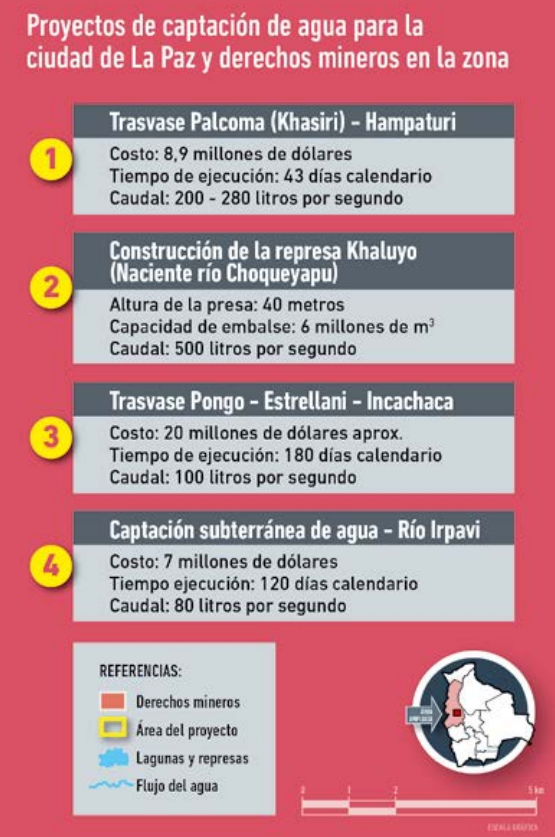 Proyectos de captación de agua para la
ciudad de La Paz y derechos mineros en la zona
1
Trasvase Palcoma (Khasiri) - Hampaturi
Costo: 8,9 millones de dólares
Tiempo de ejecución: 43 días calendario
Caudal: 200 - 280 litros por segundo
2
Construcción de la represa Khaluyo
(Naciente río Choqueyapu)
Altura de la presa: 40 metros
Capacidad de embalse: 6 millones de m³
Caudal: 500 litros por segundo
3
Trasvase Pongo - Estrellani - Incachaca
Costo: 20 millones de dólares aprox.
Tiempo de ejecución: 180 días calendario
Caudal: 100 litros por segundo
4
Captación subterránea de agua - Río Irpavi
Costo: 7 millones de dólares
Tiempo ejecución: 120 días calendario
Caudal: 80 litros por segundo
REFERENCIAS:
Derechos mineros
Área del proyecto
Lagunas y represas
Flujo del agua
ÁREA
AMPLIADA
0 1 2 5 km
ESCALA GRÁFICA